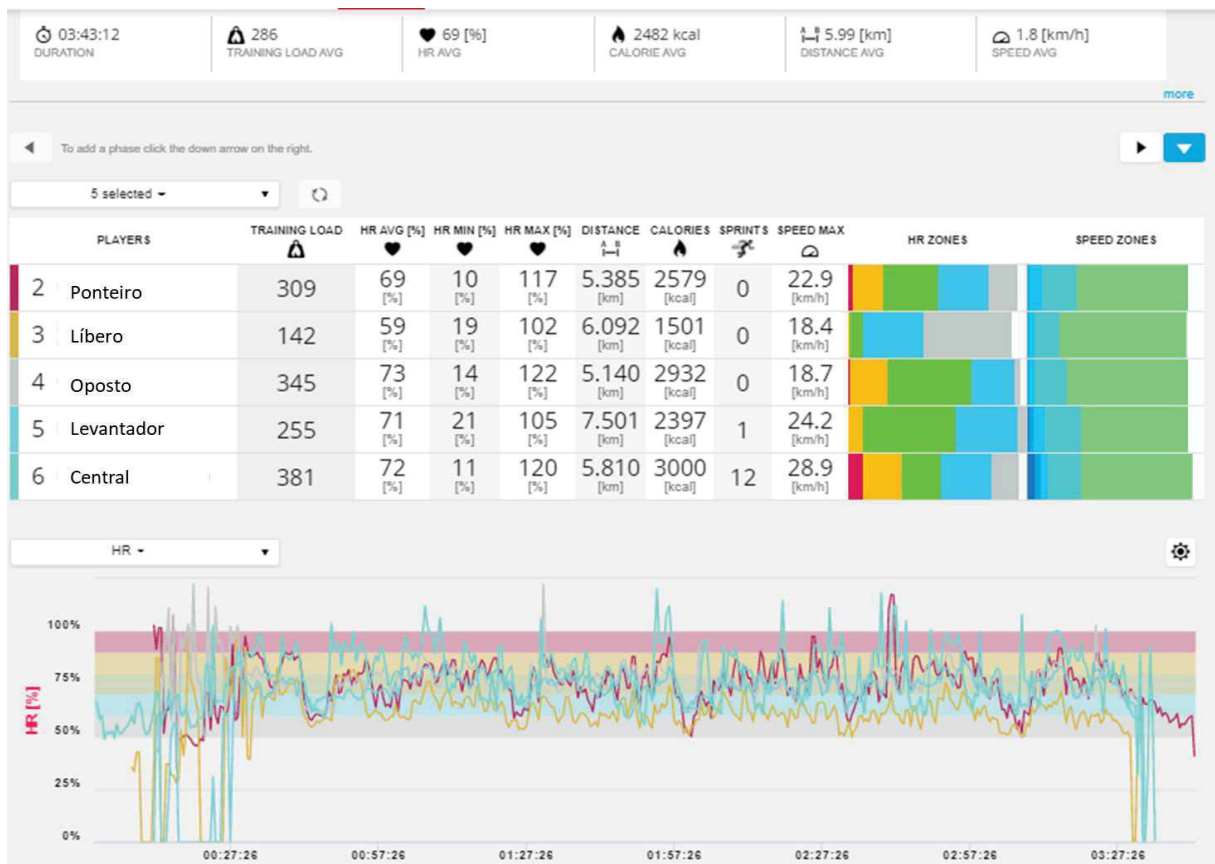 03:43:12 286 69 [%] 2482 kcal 5.99 [km] 1.8 [km/h]
DURATION TRAINING LOAD AVG HR AVG CALORIE AVG DISTANCE AVG SPEED AVG
more
To add a phase click the down arrow on the right.
5 selected
PLAYERS TRAINING LOAD HR AVG [%] HR MIN [%] HR MAX [%] DISTANCE CALORIES SPRINTS SPEED MAX HR ZONES SPEED ZONES
2 Ponteiro 309 69 [%] 10 [%] 117 [%] 5.385 [km] 2579 [kcal] 0 22.9 [km/h]
3 Líbero 142 59 [%] 19 [%] 102 [%] 6.092 [km] 1501 [kcal] 0 18.4 [km/h]
4 Oposto 345 73 [%] 14 [%] 122 [%] 5.140 [km] 2932 [kcal] 0 18.7 [km/h]
5 Levantador 255 71 [%] 21 [%] 105 [%] 7.501 [km] 2397 [kcal] 1 24.2 [km/h]
6 Central 381 72 [%] 11 [%] 120 [%] 5.810 [km] 3000 [kcal] 12 28.9 [km/h]
HR
100%
75%
HR [%]
50%
25%
0%
00:27:26 00:57:26 01:27:26 01:57:26 02:27:26 02:57:26 03:27:26